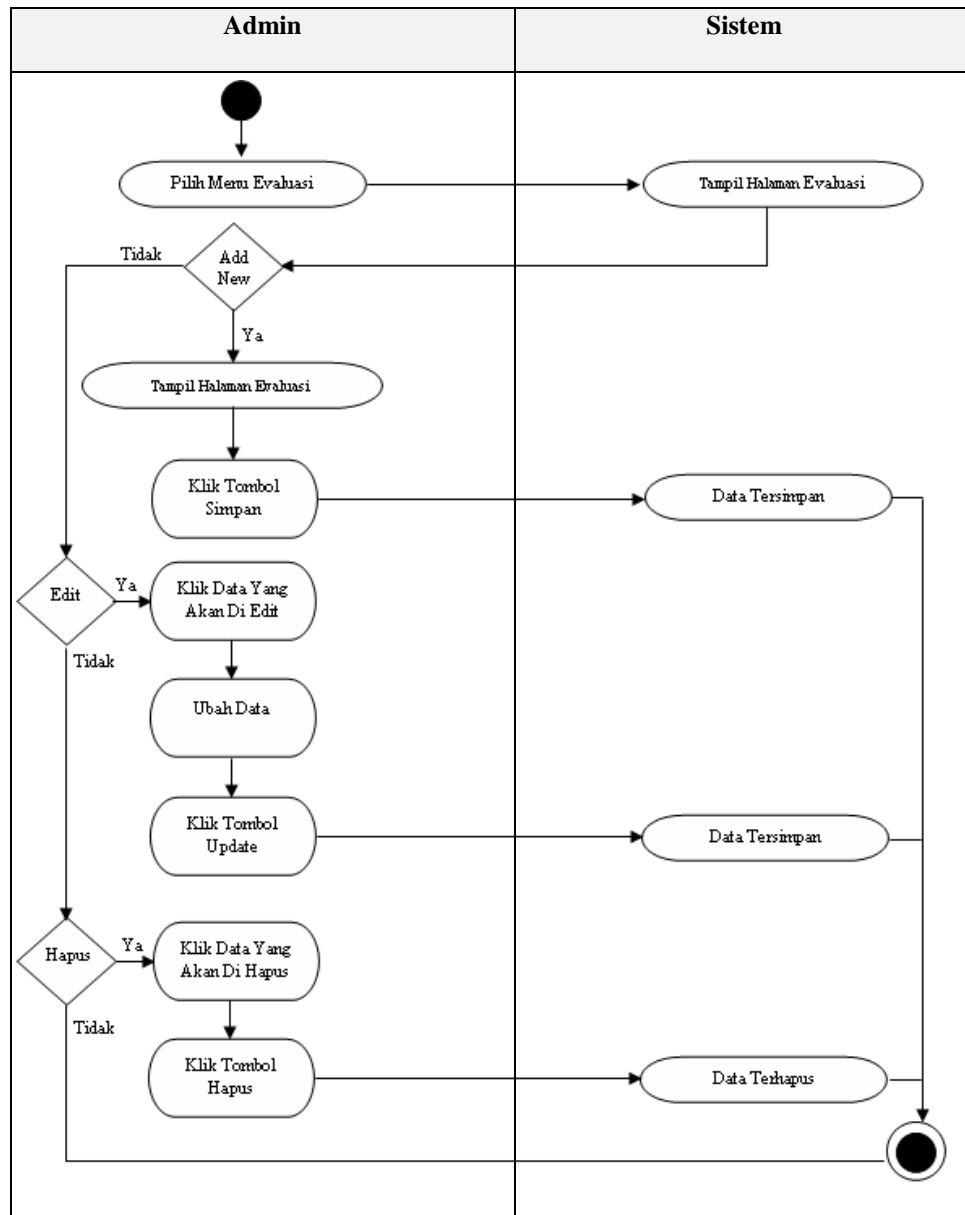 Admin
Sistem
Pilih Menu Evaluasi
Tampil Halaman Evaluasi
Tidak
Add
New
Ya
Tampil Halaman Evaluasi
Klik Tombol
Simpan
Data Tersimpan
Edit
Ya
Klik Data Yang
Akan Di Edit
Tidak
Ubah Data
Klik Tombol
Update
Data Tersimpan
Hapus
Ya
Klik Data Yang
Akan Di Hapus
Tidak
Klik Tombol
Hapus
Data Terhapus